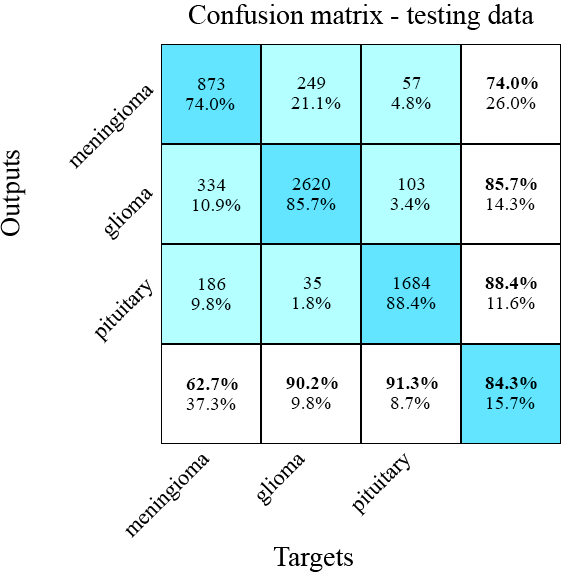 Confusion matrix - testing data
Outputs
meningioma
873 249 57 74.0%
74.0% 21.1% 4.8% 26.0%
glioma
334 2620 103 85.7%
10.9% 85.7% 3.4% 14.3%
pituitary
186 35 1684 88.4%
9.8% 1.8% 88.4% 11.6%
62.7% 90.2% 91.3% 84.3%
37.3% 9.8% 8.7% 15.7%
meningioma glioma pituitary
Targets